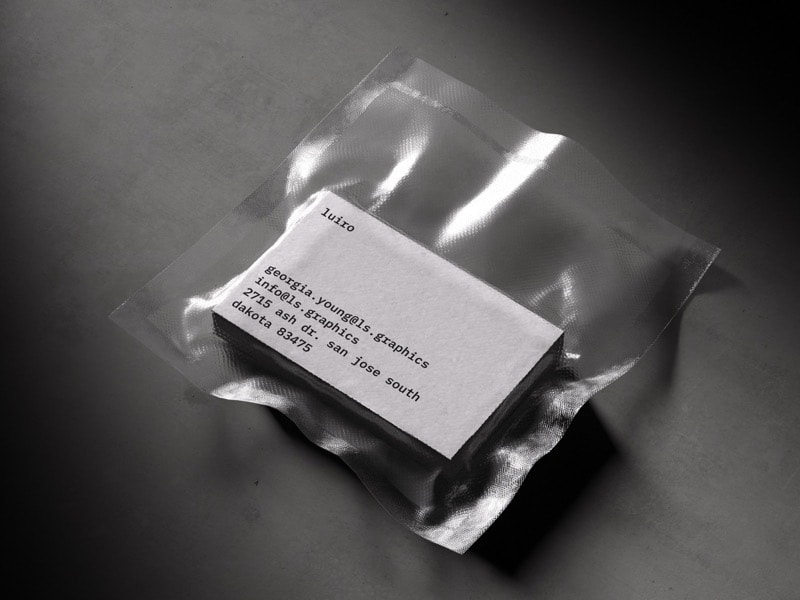 luiro
georgia.young@ls.graphics
info@ls.graphics
2715 ash dr. san jose south
dakota 83475